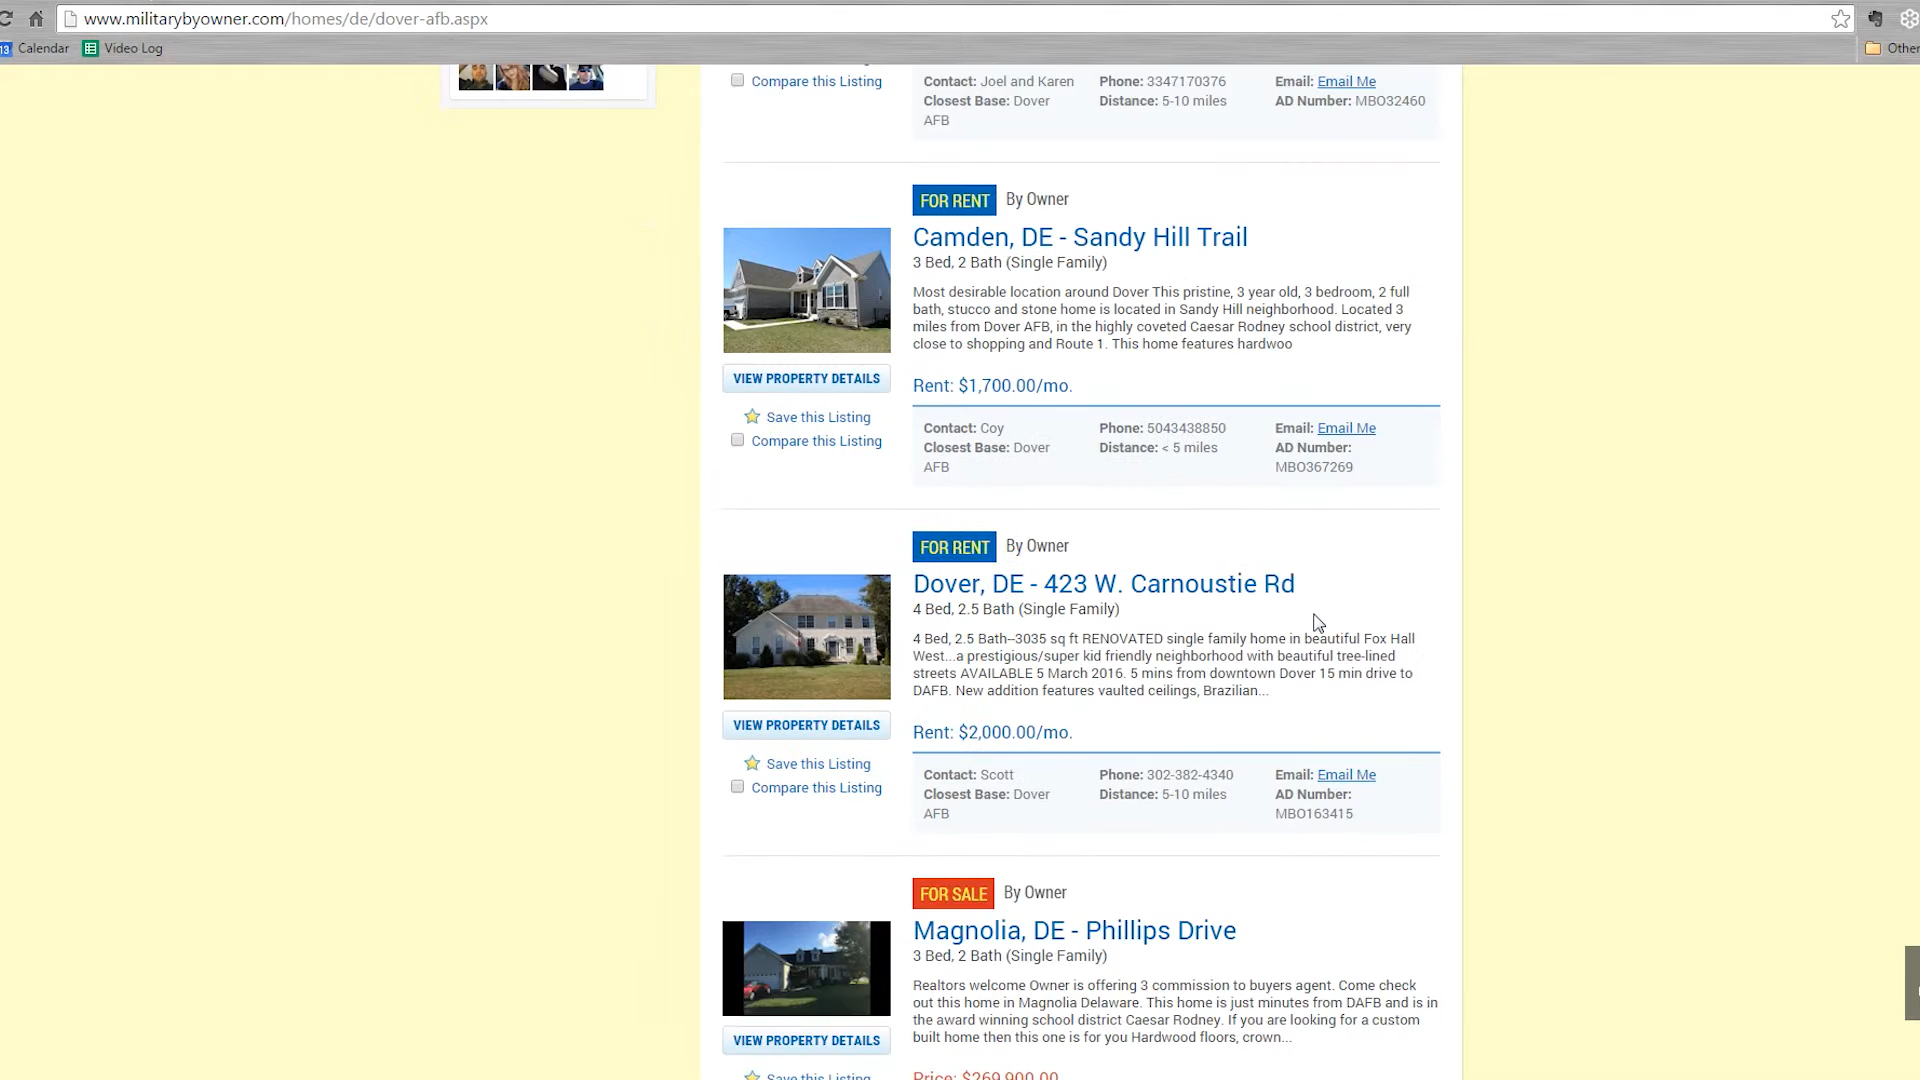 www.militarybyowner.com/homes/de/dover-afb.aspx
13 Calendar Video Log Other
Compare this Listing
Contact: Joel and Karen Phone: 3347170376 Email: Email Me
Closest Base: Dover Distance: 5-10 miles AD Number: MBO32460
AFB
FOR RENT By Owner
Camden, DE - Sandy Hill Trail
3 Bed, 2 Bath (Single Family)
Most desirable location around Dover This pristine, 3 year old, 3 bedroom, 2 full
bath, stucco and stone home is located in Sandy Hill neighborhood. Located 3
miles from Dover AFB, in the highly coveted Caesar Rodney school district, very
close to shopping and Route 1. This home features hardwoo
VIEW PROPERTY DETAILS
Rent: $1,700.00/mo.
Save this Listing
Compare this Listing
Contact: Coy Phone: 5043438850 Email: Email Me
Closest Base: Dover Distance: < 5 miles AD Number:
AFB MBO367269
FOR RENT By Owner
Dover, DE - 423 W. Carnoustie Rd
4 Bed, 2.5 Bath (Single Family)
4 Bed, 2.5 Bath--3035 sq ft RENOVATED single family home in beautiful Fox Hall
West...a prestigious/super kid friendly neighborhood with beautiful tree-lined
streets AVAILABLE 5 March 2016. 5 mins from downtown Dover 15 min drive to
DAFB. New addition features vaulted ceilings, Brazilian...
VIEW PROPERTY DETAILS
Rent: $2,000.00/mo.
Save this Listing
Compare this Listing
Contact: Scott Phone: 302-382-4340 Email: Email Me
Closest Base: Dover Distance: 5-10 miles AD Number:
AFB MBO163415
FOR SALE By Owner
Magnolia, DE - Phillips Drive
3 Bed, 2 Bath (Single Family)
Realtors welcome Owner is offering 3 commission to buyers agent. Come check
out this home in Magnolia Delaware. This home is just minutes from DAFB and is in
the award winning school district Caesar Rodney. If you are looking for a custom
built home then this one is for you Hardwood floors, crown...
VIEW PROPERTY DETAILS
Price: $269,900.00
Save this Listing